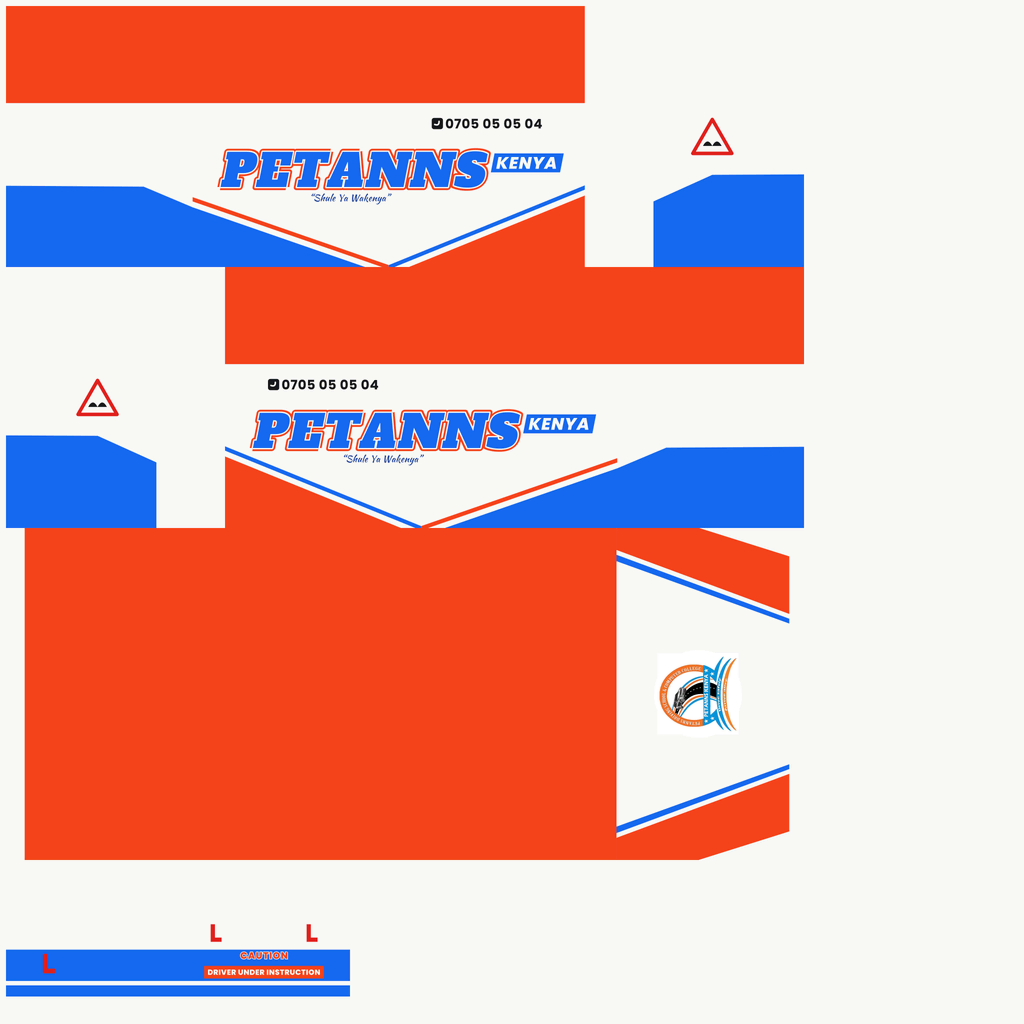 0705 05 05 04
PETANNS KENYA
“Shule Ya Wakenya”
0705 05 05 04
PETANNS KENYA
“Shule Ya Wakenya”
L L
CAUTION
L
DRIVER UNDER INSTRUCTION